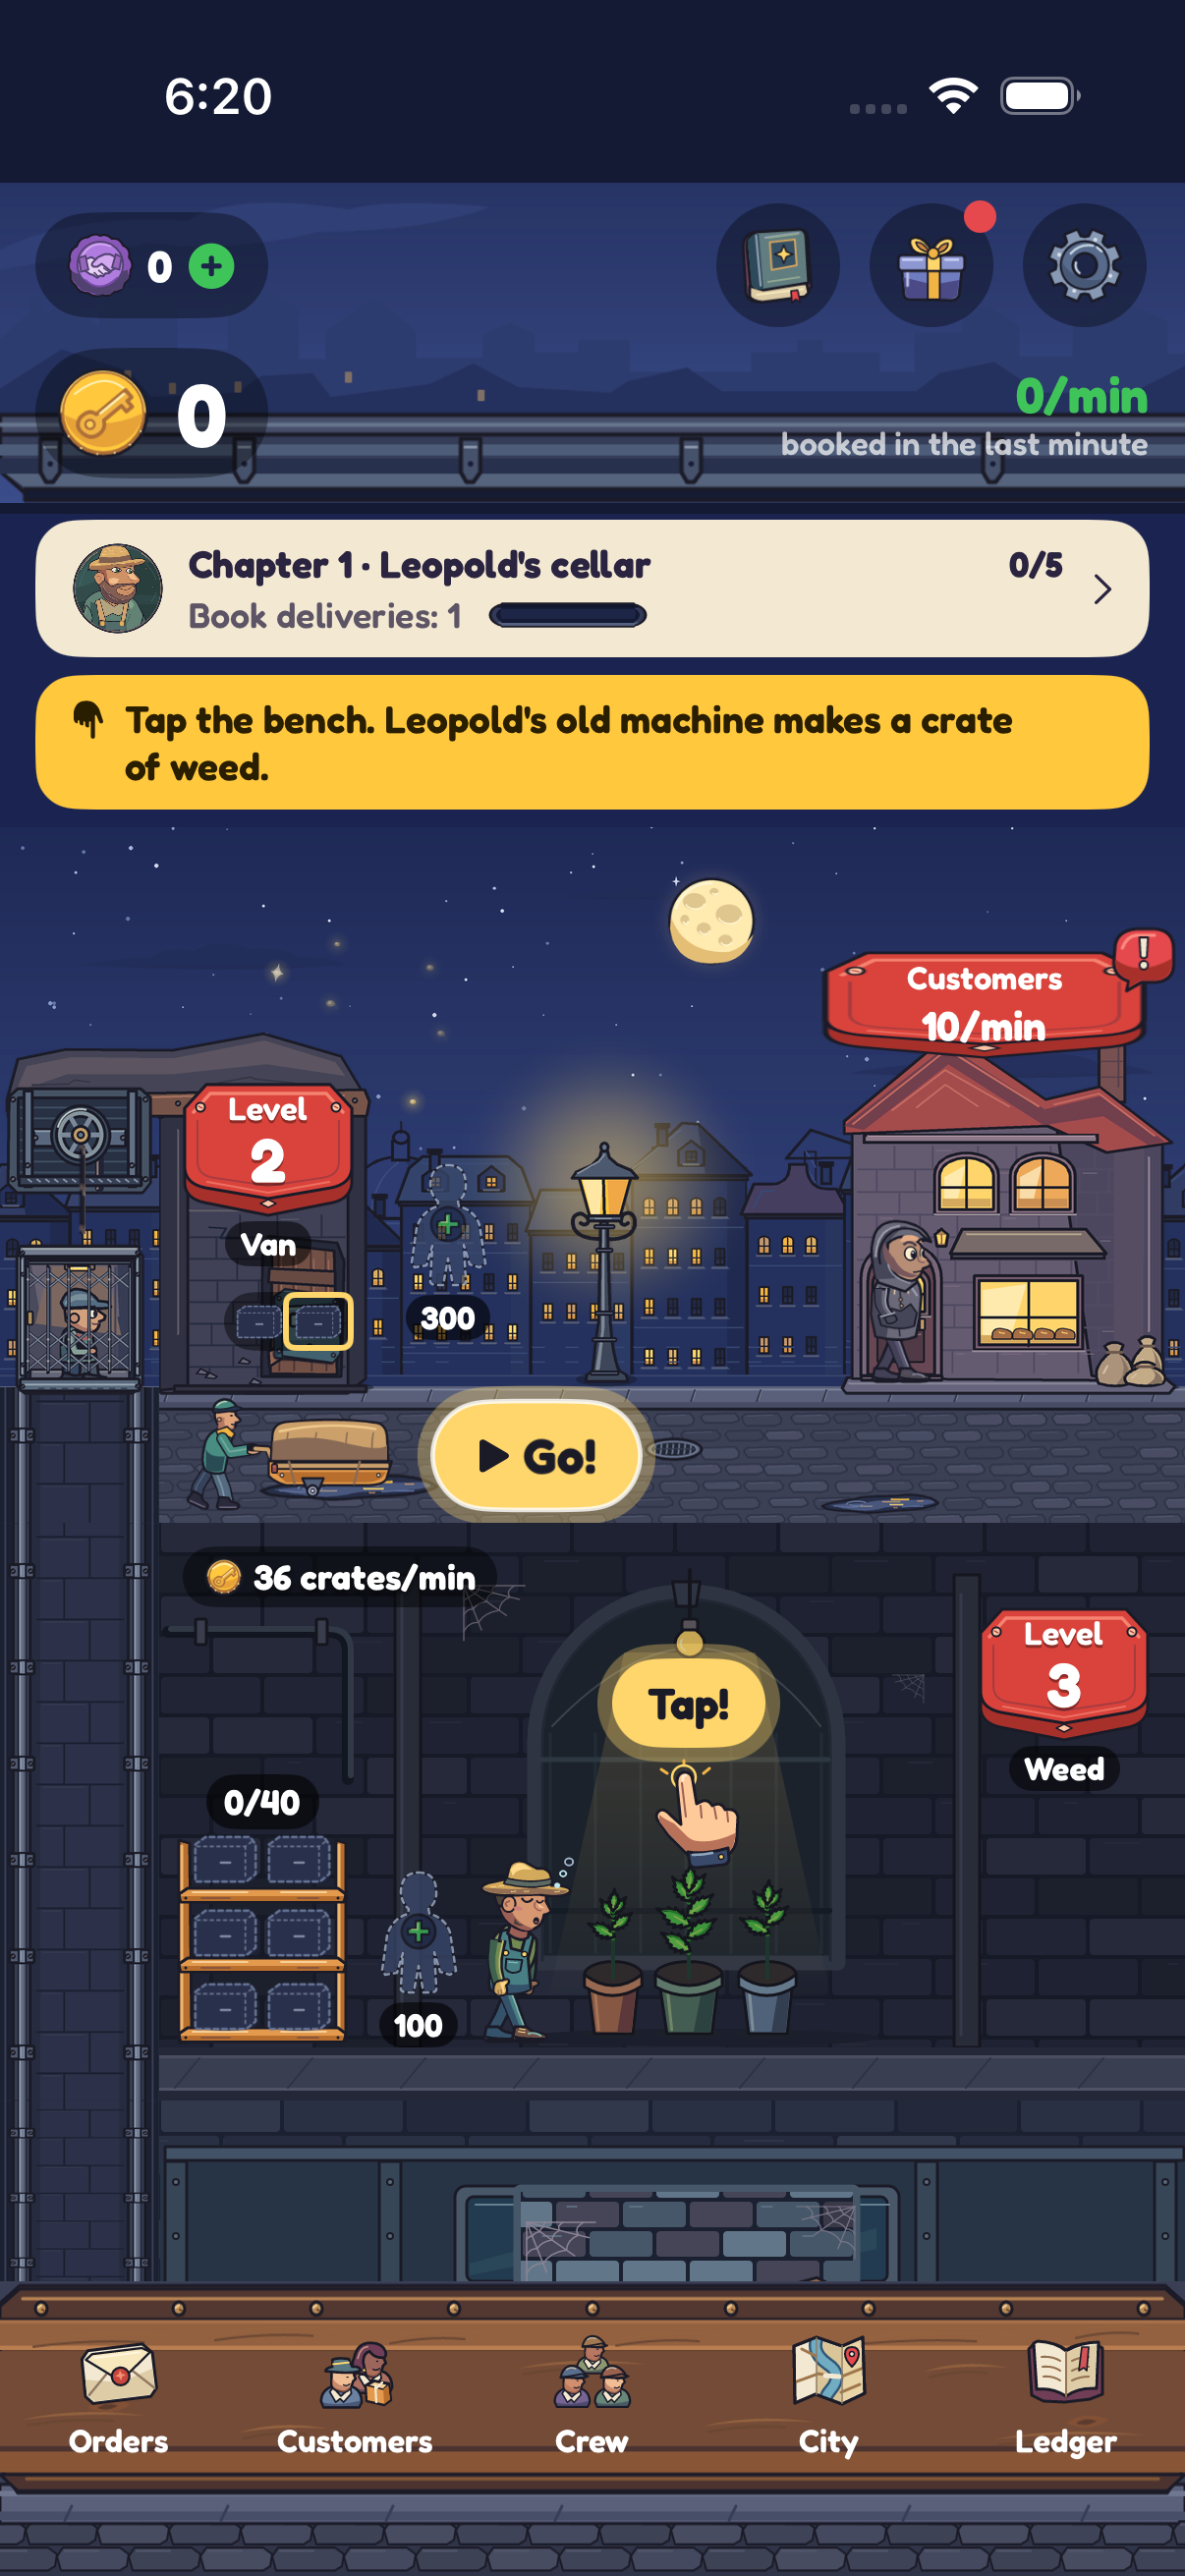 6:20
0
0
0/min
booked in the last minute
Chapter 1 · Leopold's cellar
0/5
Book deliveries: 1
Tap the bench. Leopold's old machine makes a crate
of weed.
Customers
10/min
Level
2
Van
300
Go!
36 crates/min
Tap!
Level
3
Weed
0/40
100
Orders
Customers
Crew
City
Ledger